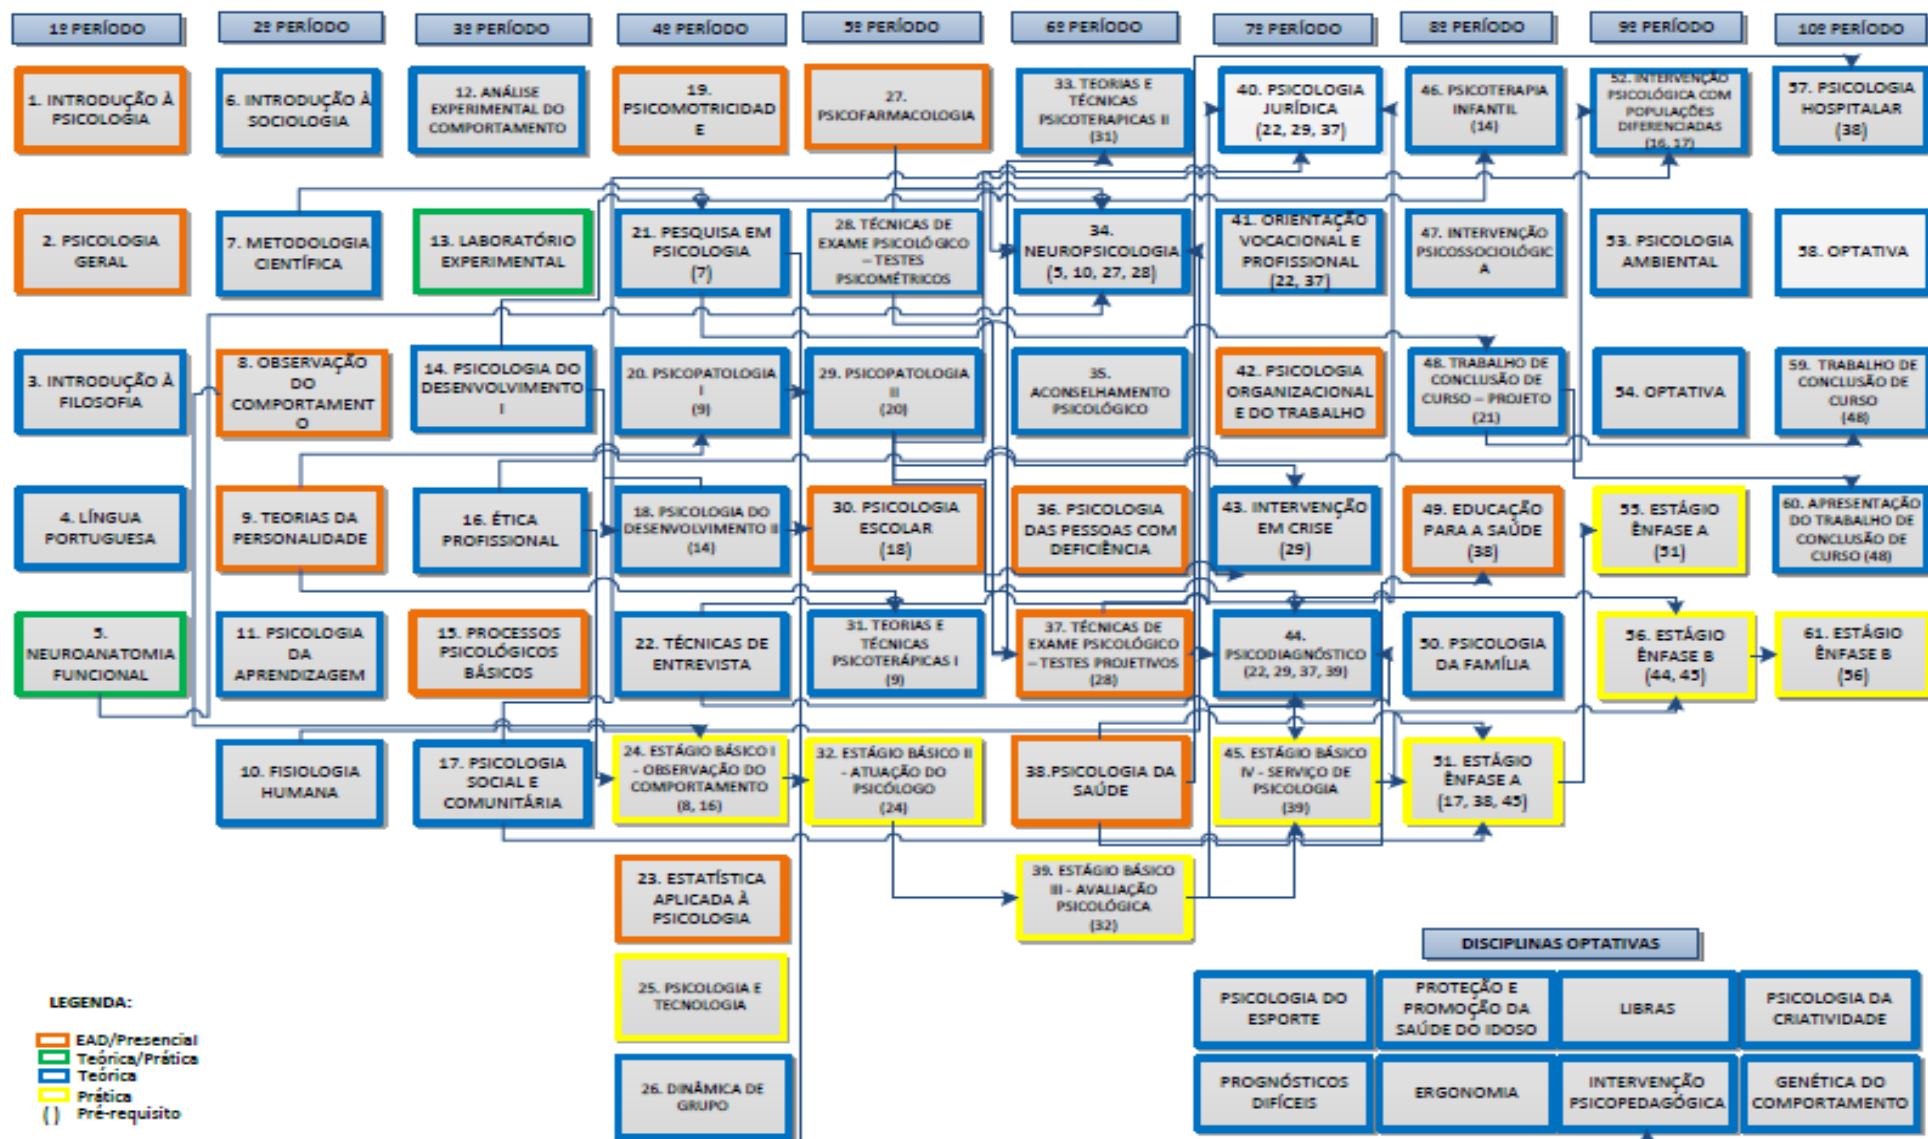 1º PERÍODO
2º PERÍODO
3º PERÍODO
4º PERÍODO
5º PERÍODO
6º PERÍODO
7º PERÍODO
8º PERÍODO
9º PERÍODO
10º PERÍODO
1. INTRODUÇÃO À
PSICOLOGIA
6. INTRODUÇÃO À
SOCIOLOGIA
12. ANÁLISE
EXPERIMENTAL DO
COMPORTAMENTO
19.
PSICOMOTRICIDAD
E
27.
PSICOFARMACOLOGIA
33. TEORIAS E
TÉCNICAS
PSICOTERAPICAS II
(31)
40. PSICOLOGIA
JURÍDICA
(22, 29, 37)
46. PSICOTERAPIA
INFANTIL
(14)
52. INTERVENÇÃO
PSICOLÓGICA COM
POPULAÇÕES
DIFERENCIADAS
(16, 17)
57. PSICOLOGIA
HOSPITALAR
(38)
2. PSICOLOGIA
GERAL
7. METODOLOGIA
CIENTÍFICA
13. LABORATÓRIO
EXPERIMENTAL
21. PESQUISA EM
PSICOLOGIA
(7)
28. TÉCNICAS DE
EXAME PSICOLÓGICO
– TESTES
PSICOMÉTRICOS
34.
NEUROPSICOLOGIA
(5, 10, 27, 28)
41. ORIENTAÇÃO
VOCACIONAL E
PROFISSIONAL
(22, 37)
47. INTERVENÇÃO
PSICOSSOCIOLÓGIC
A
53. PSICOLOGIA
AMBIENTAL
58. OPTATIVA
3. INTRODUÇÃO À
FILOSOFIA
8. OBSERVAÇÃO
DO
COMPORTAMENT
O
14. PSICOLOGIA DO
DESENVOLVIMENTO
I
20. PSICOPATOLOGIA
I
(9)
29. PSICOPATOLOGIA
II
(20)
35.
ACONSELHAMENTO
PSICOLÓGICO
42. PSICOLOGIA
ORGANIZACIONAL
E DO TRABALHO
48. TRABALHO DE
CONCLUSÃO DE
CURSO – PROJETO
(21)
54. OPTATIVA
59. TRABALHO DE
CONCLUSÃO DE
CURSO
(48)
4. LÍNGUA
PORTUGUESA
9. TEORIAS DA
PERSONALIDADE
16. ÉTICA
PROFISSIONAL
18. PSICOLOGIA DO
DESENVOLVIMENTO II
(14)
30. PSICOLOGIA
ESCOLAR
(18)
36. PSICOLOGIA
DAS PESSOAS COM
DEFICIÊNCIA
43. INTERVENÇÃO
EM CRISE
(29)
49. EDUCAÇÃO
PARA A SAÚDE
(38)
55. ESTÁGIO
ÊNFASE A
(51)
60. APRESENTAÇÃO
DO TRABALHO DE
CONCLUSÃO DE
CURSO (48)
5.
NEUROANATOMIA
FUNCIONAL
11. PSICOLOGIA
DA
APRENDIZAGEM
15. PROCESSOS
PSICOLÓGICOS
BÁSICOS
22. TÉCNICAS DE
ENTREVISTA
31. TEORIAS E
TÉCNICAS
PSICOTERÁPICAS I
(9)
37. TÉCNICAS DE
EXAME PSICOLÓGICO
– TESTES PROJETIVOS
(28)
44.
PSICODIAGNÓSTICO
(22, 29, 37, 39)
50. PSICOLOGIA
DA FAMÍLIA
56. ESTÁGIO
ÊNFASE B
(44, 45)
61. ESTÁGIO
ÊNFASE B
(56)
10. FISIOLOGIA
HUMANA
17. PSICOLOGIA
SOCIAL E
COMUNITÁRIA
24. ESTÁGIO BÁSICO I
- OBSERVAÇÃO DO
COMPORTAMENTO
(8, 16)
32. ESTÁGIO BÁSICO II
- ATUAÇÃO DO
PSICÓLOGO
(24)
38.PSICOLOGIA DA
SAÚDE
45. ESTÁGIO BÁSICO
IV - SERVIÇO DE
PSICOLOGIA
(39)
51. ESTÁGIO
ÊNFASE A
(17, 38, 45)
23. ESTATÍSTICA
APLICADA À
PSICOLOGIA
39. ESTÁGIO BÁSICO
III - AVALIAÇÃO
PSICOLÓGICA
(32)
25. PSICOLOGIA E
TECNOLOGIA
26. DINÂMICA DE
GRUPO
DISCIPLINAS OPTATIVAS
PSICOLOGIA DO
ESPORTE
PROTEÇÃO E
PROMOÇÃO DA
SAÚDE DO IDOSO
LIBRAS
PSICOLOGIA DA
CRIATIVIDADE
PROGNÓSTICOS
DIFÍCEIS
ERGONOMIA
INTERVENÇÃO
PSICOPEDAGÓGICA
GENÉTICA DO
COMPORTAMENTO
LEGENDA:
EAD/Presencial
Teórica/Prática
Teórica
Prática
( ) Pré-requisito